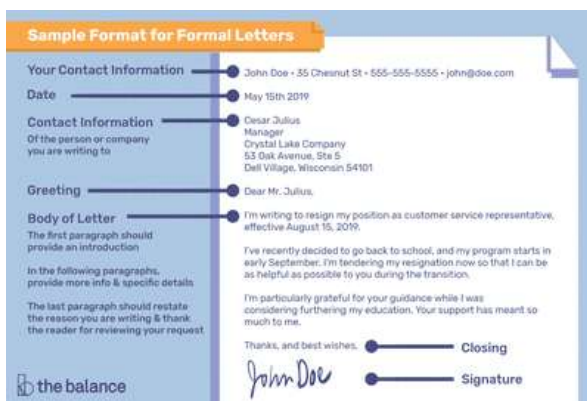 Sample Format for Formal Letters
Your Contact Information
John Doe • 35 Chesnut St • 555-555-5555 • john@doe.com
Date
May 15th 2019
Contact Information
Of the person or company
you are writing to
Cesar Julius
Manager
Crystal Lake Company
53 Oak Avenue, Ste 5
Dell Village, Wisconsin 54101
Greeting
Dear Mr. Julius,
Body of Letter
The first paragraph should
provide an introduction
In the following paragraphs,
provide more info & specific details
The last paragraph should restate
the reason you are writing & thank
the reader for reviewing your request
I'm writing to resign my position as customer service representative,
effective August 15, 2019.
I've recently decided to go back to school, and my program starts in
early September. I'm tendering my resignation now so that I can be
as helpful as possible to you during the transition.
I'm particularly grateful for your guidance while I was
considering furthering my education. Your support has meant so
much to me.
Thanks, and best wishes,
Closing
John Doe
Signature
the balance